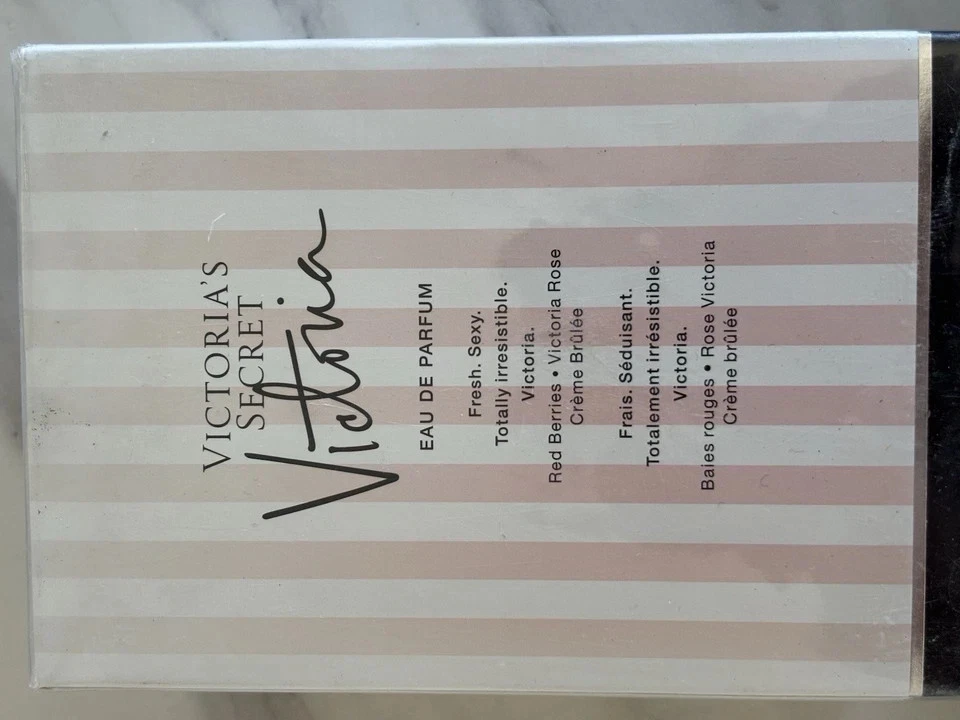 VICTORIA'S
SECRET
Victoria
EAU DE PARFUM
Fresh. Sexy.
Totally irresistible.
Victoria.
Red Berries • Victoria Rose
Crème Brûlée
Frais. Séduisant.
Totalement irrésistible.
Victoria.
Baies rouges • Rose Victoria
Crème brûlée